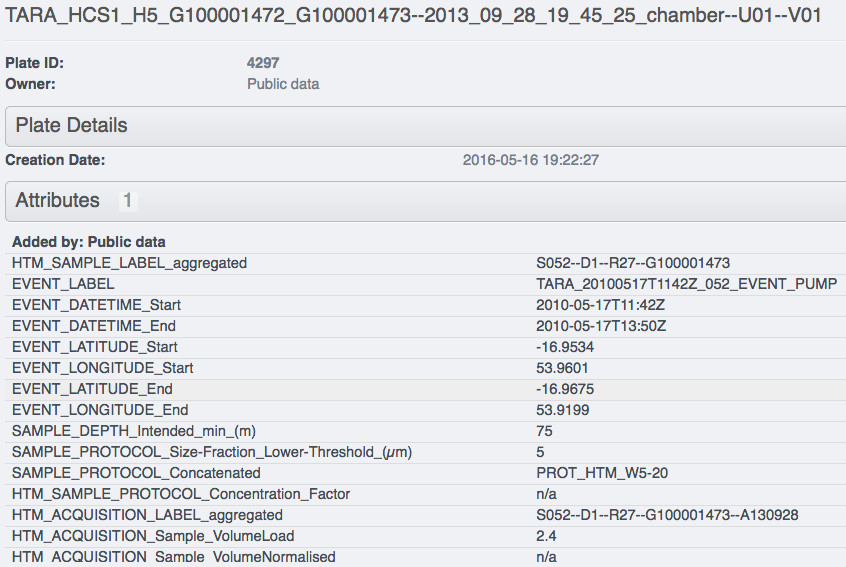 TARA_HCS1_H5_G100001472_G100001473--2013_09_28_19_45_25_chamber--U01--V01
Plate ID: 4297
Owner: Public data
Plate Details
Creation Date: 2016-05-16 19:22:27
Attributes 1
Added by: Public data
HTM_SAMPLE_LABEL_aggregated S052--D1--R27--G100001473
EVENT_LABEL TARA_20100517T1142Z_052_EVENT_PUMP
EVENT_DATETIME_Start 2010-05-17T11:42Z
EVENT_DATETIME_End 2010-05-17T13:50Z
EVENT_LATITUDE_Start -16.9534
EVENT_LONGITUDE_Start 53.9601
EVENT_LATITUDE_End -16.9675
EVENT_LONGITUDE_End 53.9199
SAMPLE_DEPTH_Intended_min_(m) 75
SAMPLE_PROTOCOL_Size-Fraction_Lower-Threshold_(µm) 5
SAMPLE_PROTOCOL_Concatenated PROT_HTM_W5-20
HTM_SAMPLE_PROTOCOL_Concentration_Factor n/a
HTM_ACQUISITION_LABEL_aggregated S052--D1--R27--G100001473--A130928
HTM_ACQUISITION_Sample_VolumeLoad 2.4
HTM_ACQUISITION_Sample_VolumeNormalised n/a